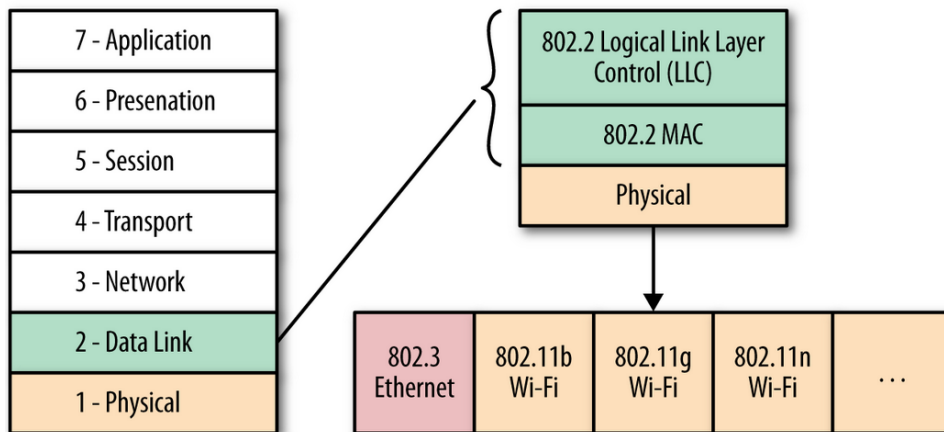 7 - Application
6 - Presenation
5 - Session
4 - Transport
3 - Network
2 - Data Link
1 - Physical
802.2 Logical Link Layer
Control (LLC)
802.2 MAC
Physical
802.3
Ethernet
802.11b
Wi-Fi
802.11g
Wi-Fi
802.11n
Wi-Fi
...